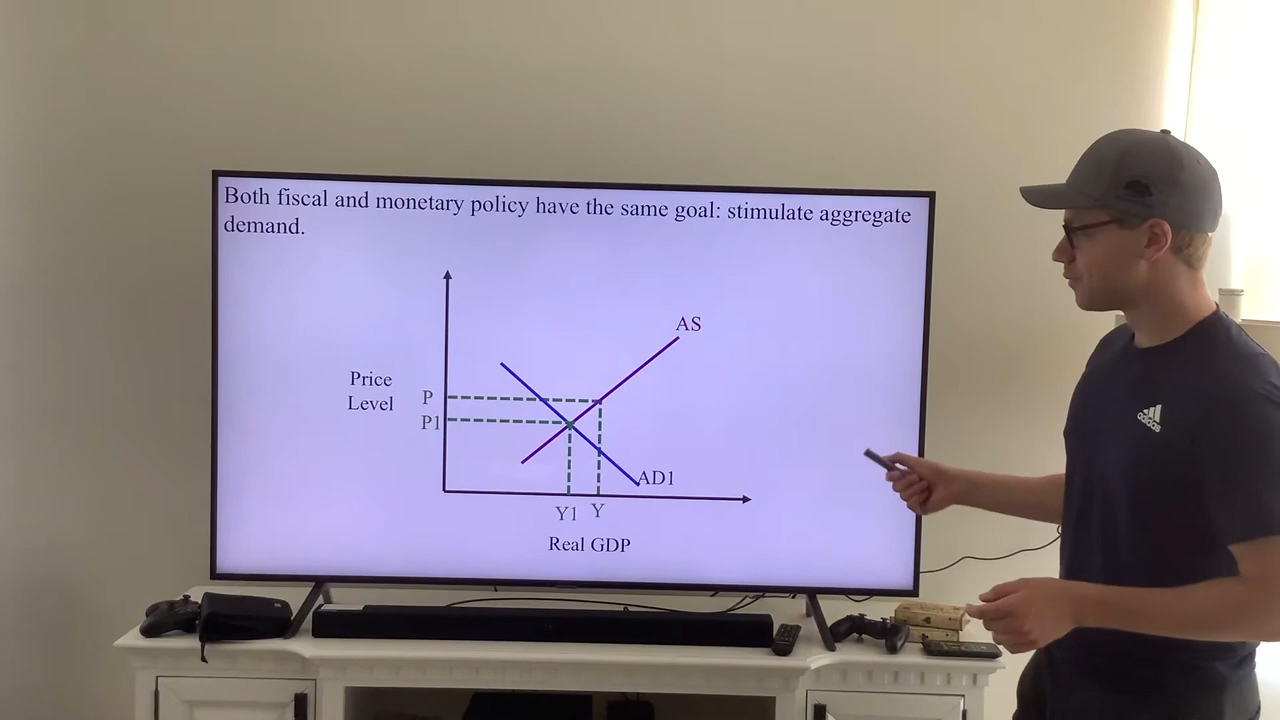 Both fiscal and monetary policy have the same goal: stimulate aggregate
demand.
AS
Price
Level
P
P1
AD1
Y1 Y
Real GDP
adidas